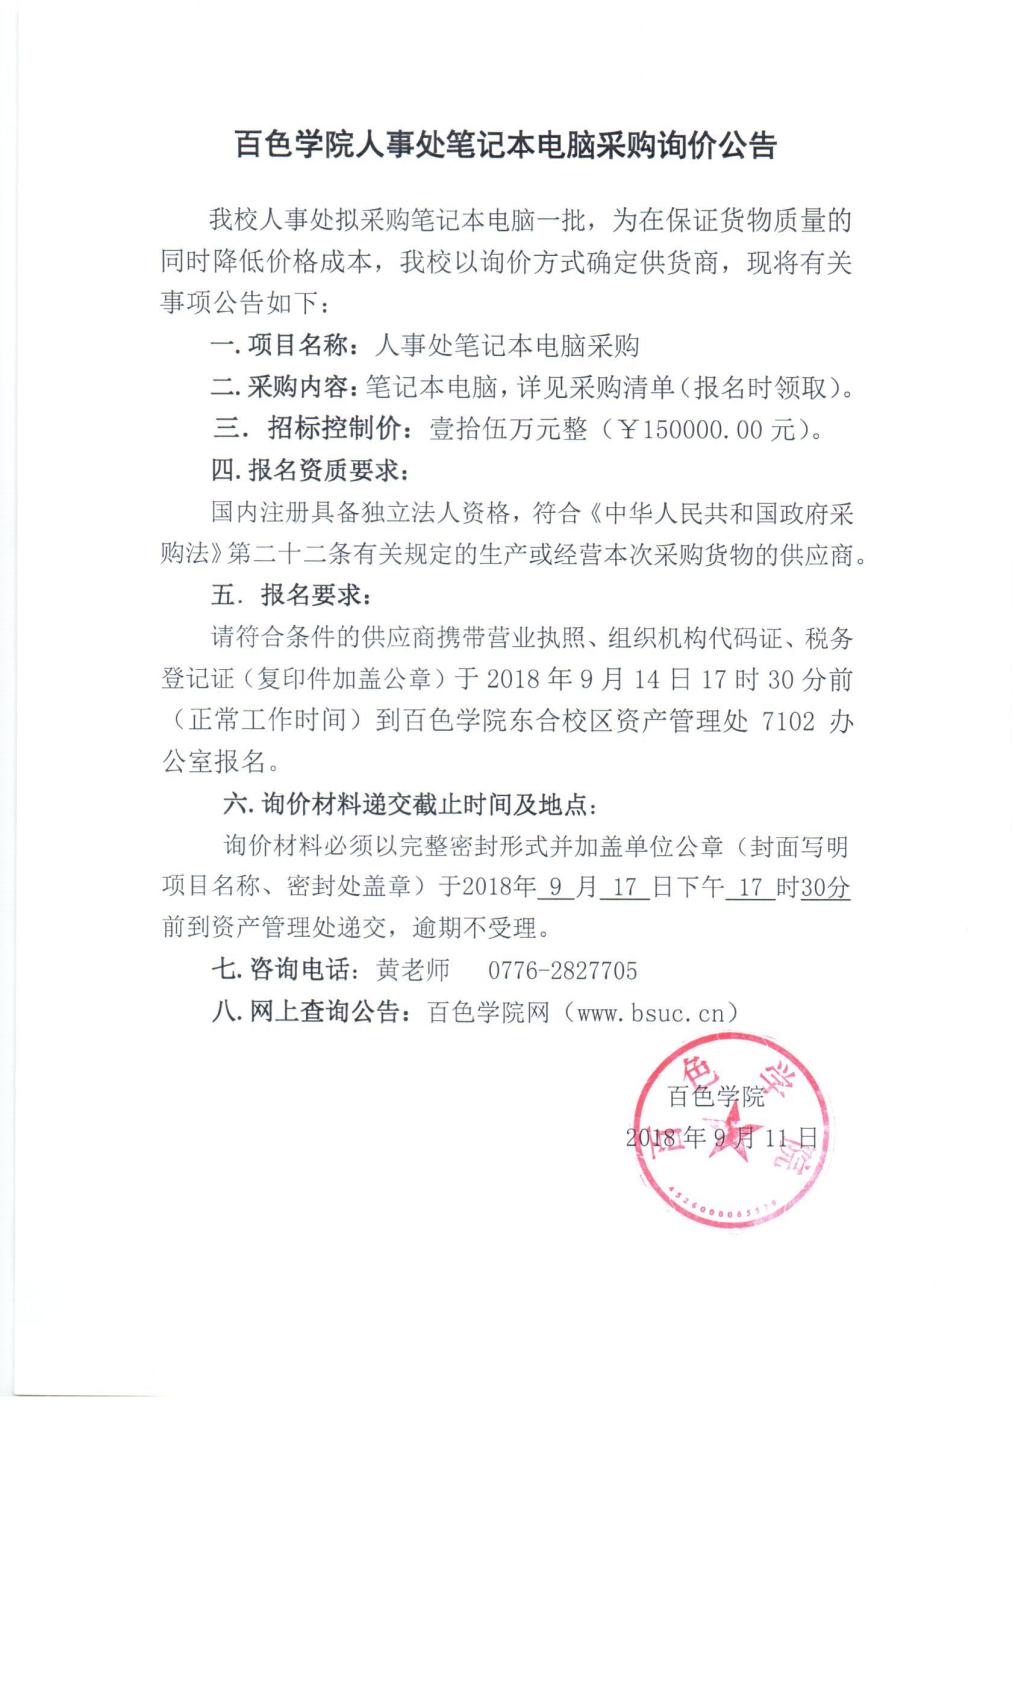 百色学院人事处笔记本电脑采购询价公告
我校人事处拟采购笔记本电脑一批，为在保证货物质量的
同时降低价格成本，我校以询价方式确定供货商，现将有关
事项公告如下：
一.项目名称：人事处笔记本电脑采购
二.采购内容：笔记本电脑，详见采购清单（报名时领取）。
三．招标控制价：壹拾伍万元整（￥150000.00 元）。
四.报名资质要求：
国内注册具备独立法人资格，符合《中华人民共和国政府采
购法》第二十二条有关规定的生产或经营本次采购货物的供应商。
五．报名要求：
请符合条件的供应商携带营业执照、组织机构代码证、税务
登记证（复印件加盖公章）于 2018 年 9 月 14 日 17 时 30 分前
（正常工作时间）到百色学院东合校区资产管理处 7102 办
公室报名。
六.询价材料递交截止时间及地点：
询价材料必须以完整密封形式并加盖单位公章（封面写明
项目名称、密封处盖章）于2018年 9 月 17 日下午 17 时30分
前到资产管理处递交，逾期不受理。
七.咨询电话：黄老师 0776-2827705
八.网上查询公告：百色学院网（www.bsuc.cn）
百色学院
2018 年 9 月 11 日
百色学院